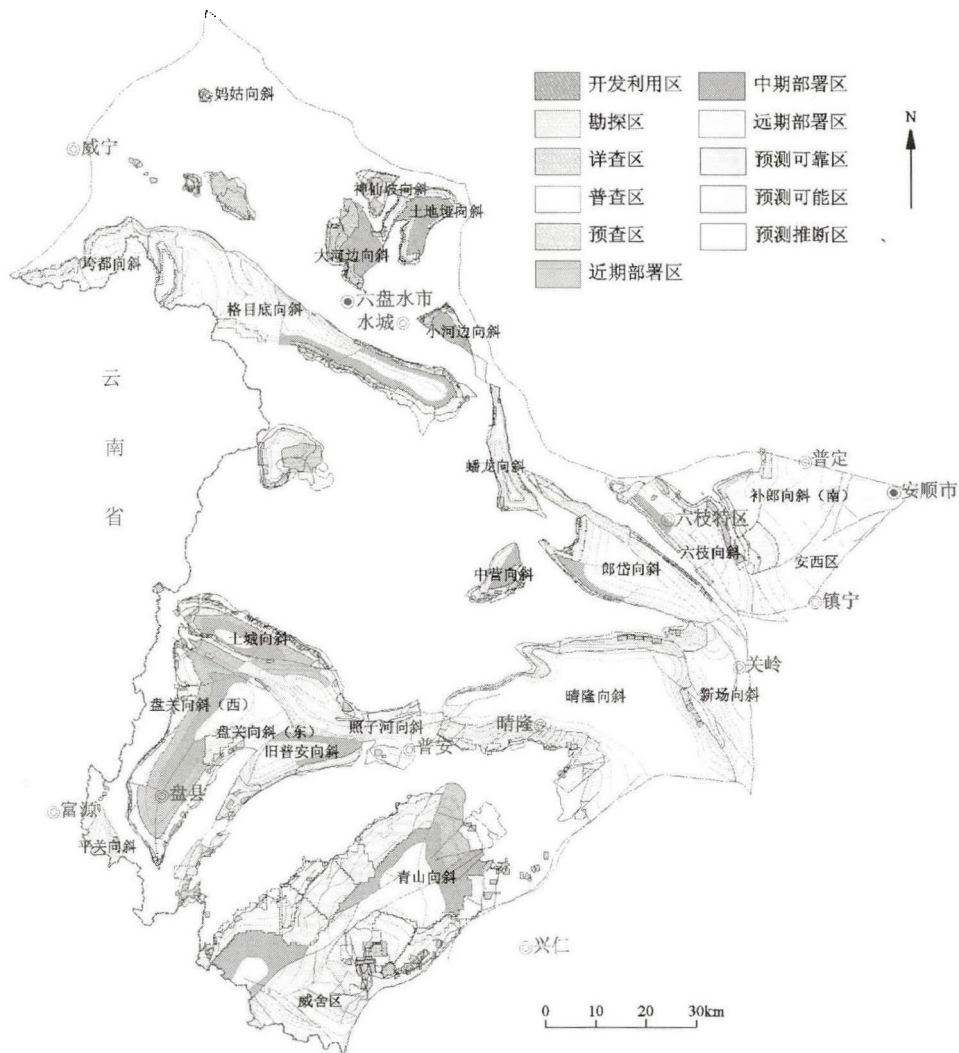 妈姑向斜
威宁
神仙坡向斜
土地垭向斜
大河边向斜
垮都向斜
格目底向斜
六盘水市
水城
小河边向斜
云
南
省
蟠龙向斜
普定
补郎向斜（南）
安顺市
六枝特区
六枝向斜
安西区
中营向斜
郎岱向斜
镇宁
土城向斜
关岭
盘关向斜（西）
晴隆向斜
新场向斜
盘关向斜（东）
照子河向斜
晴隆
旧普安向斜
普安
盘县
富源
平关向斜
青山向斜
兴仁
威舍区
开发利用区
勘探区
详查区
普查区
预查区
近期部署区
中期部署区
远期部署区
预测可靠区
预测可能区
预测推断区
N
0 10 20 30km